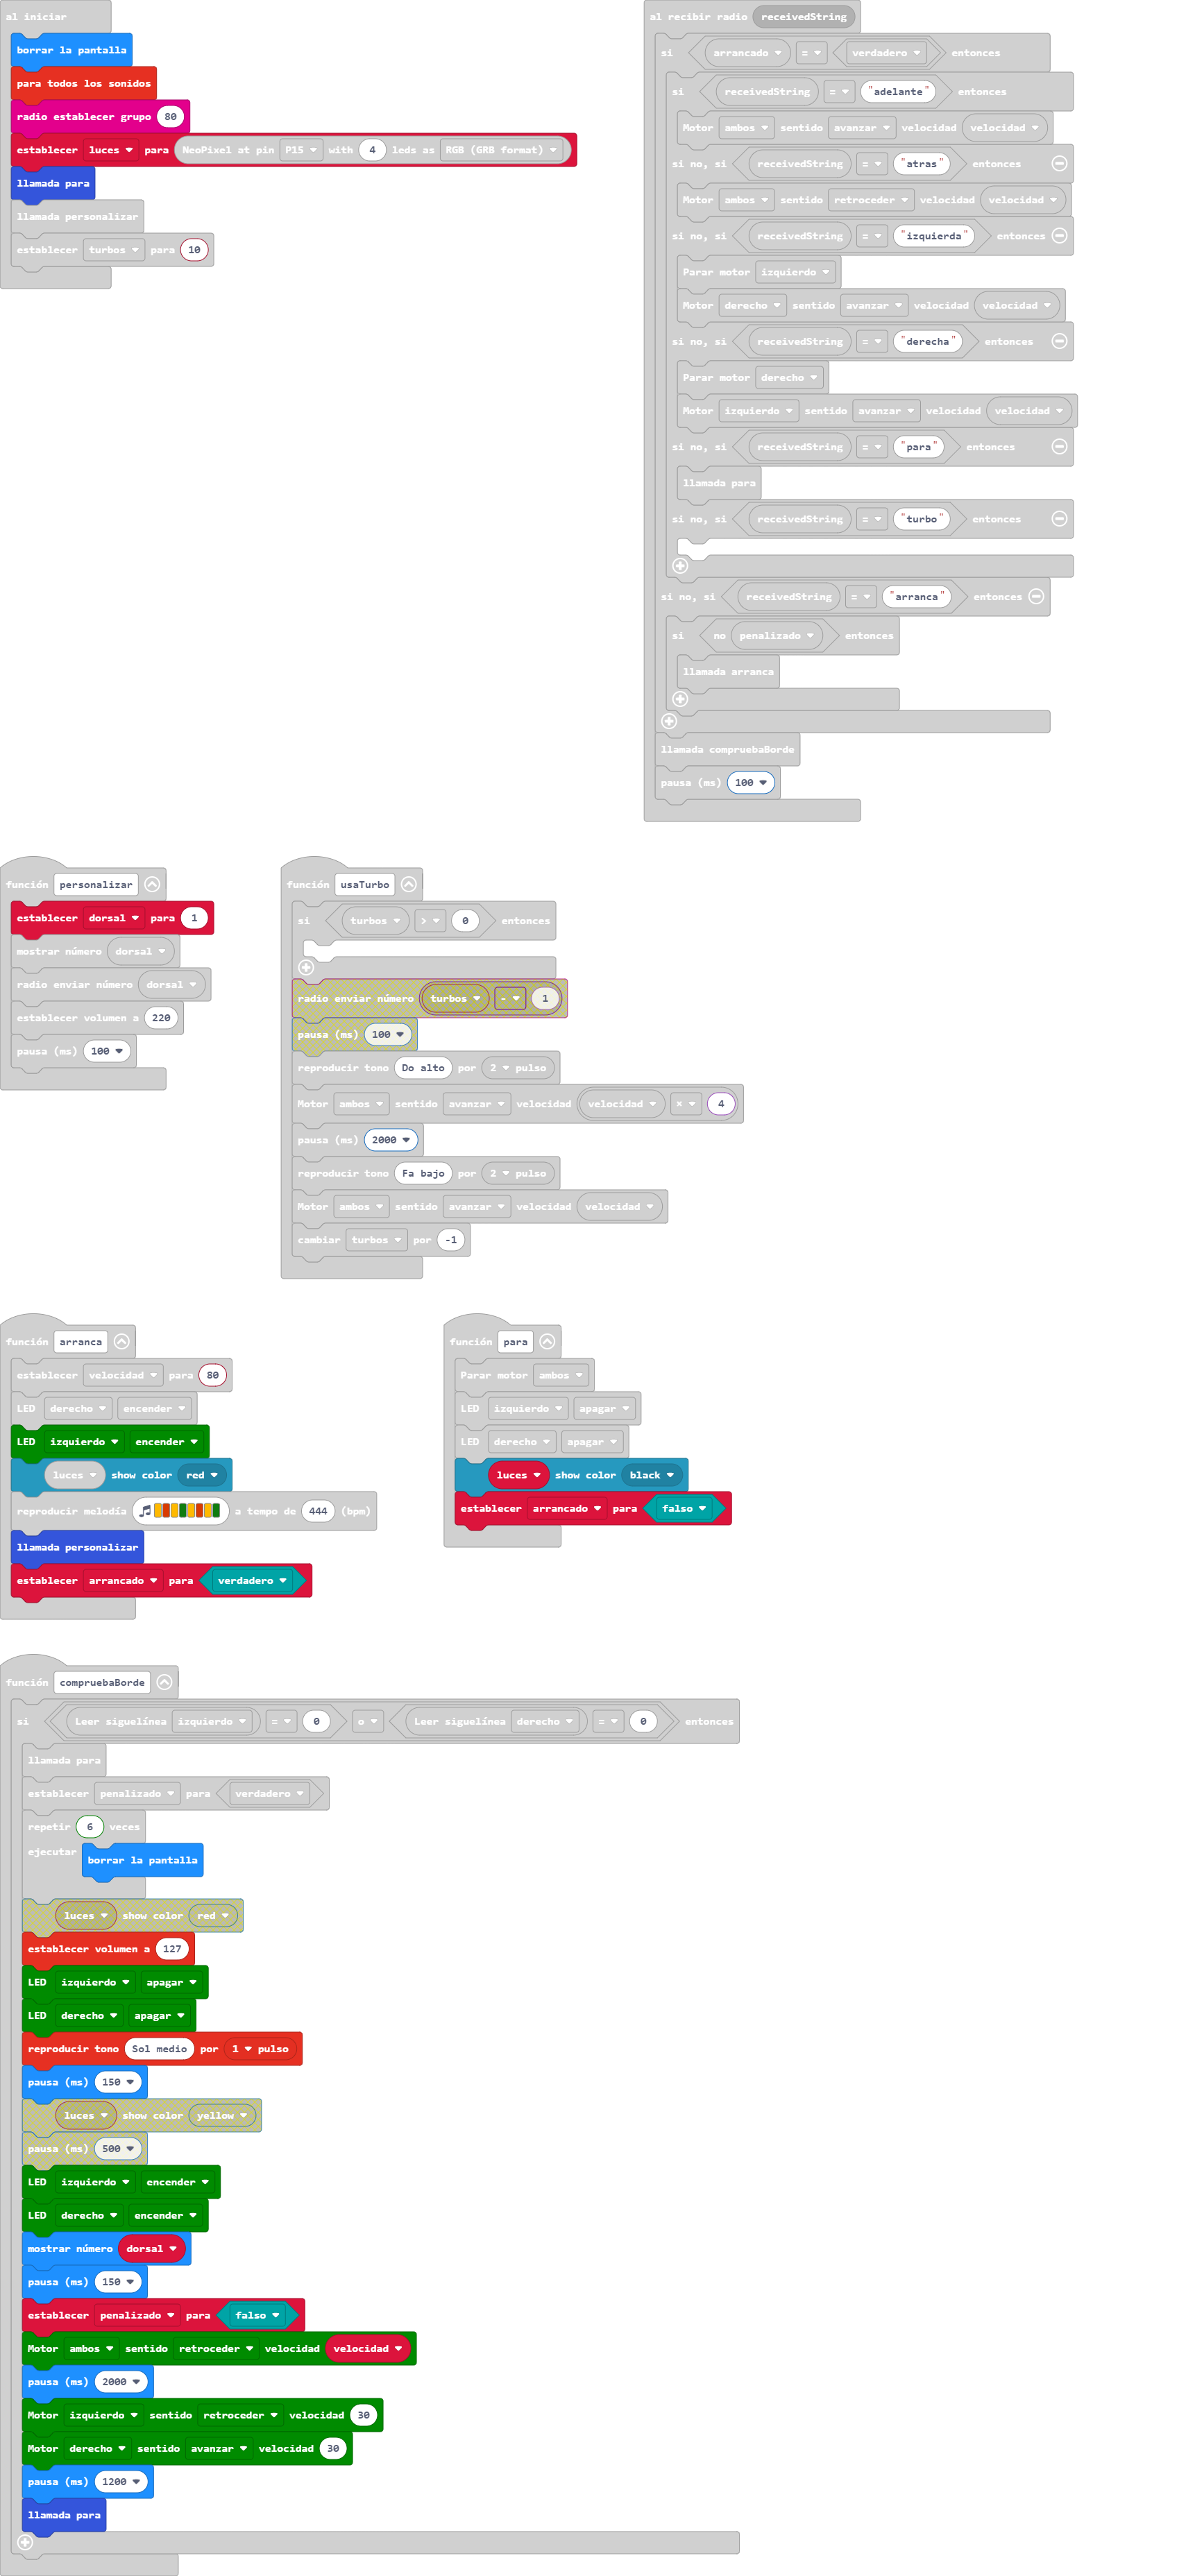 al iniciar
borrar la pantalla
para todos los sonidos
radio establecer grupo 80
establecer luces para NeoPixel at pin P15 with 4 leds as RGB (GRB format)
llamada para
llamada personalizar
establecer turbos para 10
al recibir radio receivedString
si arrancado = verdadero entonces
si receivedString = "adelante" entonces
Motor ambos sentido avanzar velocidad velocidad
si no, si receivedString = "atras" entonces
Motor ambos sentido retroceder velocidad velocidad
si no, si receivedString = "izquierda" entonces
Parar motor izquierdo
Motor derecho sentido avanzar velocidad velocidad
si no, si receivedString = "derecha" entonces
Parar motor derecho
Motor izquierdo sentido avanzar velocidad velocidad
si no, si receivedString = "para" entonces
llamada para
si no, si receivedString = "turbo" entonces
si no, si receivedString = "arranca" entonces
si no penalizado entonces
llamada arranca
llamada compruebaBorde
pausa (ms) 100
función personalizar
establecer dorsal para 1
mostrar número dorsal
radio enviar número dorsal
establecer volumen a 220
pausa (ms) 100
función usaTurbo
si turbos > 0 entonces
radio enviar número turbos - 1
pausa (ms) 100
reproducir tono Do alto por 2 pulso
Motor ambos sentido avanzar velocidad velocidad × 4
pausa (ms) 2000
reproducir tono Fa bajo por 2 pulso
Motor ambos sentido avanzar velocidad velocidad
cambiar turbos por -1
función arranca
establecer velocidad para 80
LED derecho encender
LED izquierdo encender
luces show color red
reproducir melodía a tempo de 444 (bpm)
llamada personalizar
establecer arrancado para verdadero
función para
Parar motor ambos
LED izquierdo apagar
LED derecho apagar
luces show color black
establecer arrancado para falso
función compruebaBorde
si Leer siguelínea izquierdo = 0 o Leer siguelínea derecho = 0 entonces
llamada para
establecer penalizado para verdadero
repetir 6 veces
ejecutar borrar la pantalla
luces show color red
establecer volumen a 127
LED izquierdo apagar
LED derecho apagar
reproducir tono Sol medio por 1 pulso
pausa (ms) 150
luces show color yellow
pausa (ms) 500
LED izquierdo encender
LED derecho encender
mostrar número dorsal
pausa (ms) 150
establecer penalizado para falso
Motor ambos sentido retroceder velocidad velocidad
pausa (ms) 2000
Motor izquierdo sentido retroceder velocidad 30
Motor derecho sentido avanzar velocidad 30
pausa (ms) 1200
llamada para